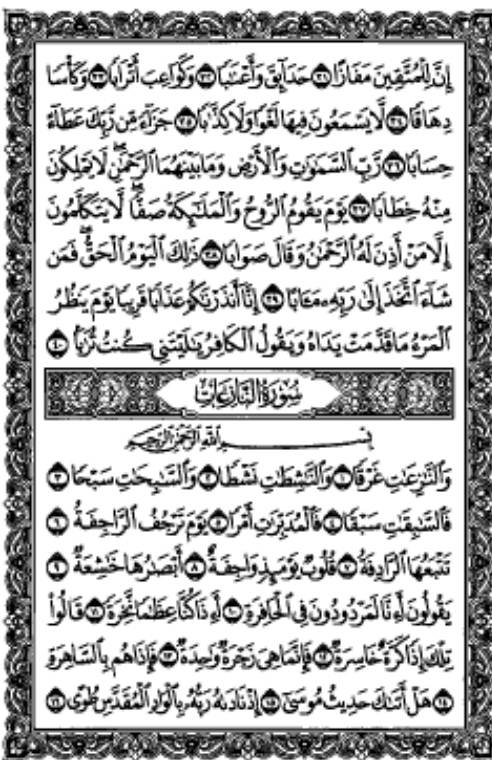 إِنَّ لِلْمُتَّقِينَ مَفَازًا ٣١ حَدَآئِقَ وَأَعْنَٰبًا ٣٢ وَكَوَاعِبَ أَتْرَابًا ٣٣ وَكَأْسًا
دِهَاقًا ٣٤ لَّا يَسْمَعُونَ فِيهَا لَغْوًا وَلَا كِذَّٰبًا ٣٥ جَزَآءً مِّن رَّبِّكَ عَطَآءً
حِسَابًا ٣٦ رَّبِّ ٱلسَّمَٰوَٰتِ وَٱلْأَرْضِ وَمَا بَيْنَهُمَا ٱلرَّحْمَٰنِ ۖ لَا يَمْلِكُونَ
مِنْهُ خِطَابًا ٣٧ يَوْمَ يَقُومُ ٱلرُّوحُ وَٱلْمَلَٰٓئِكَةُ صَفًّا ۖ لَّا يَتَكَلَّمُونَ
إِلَّا مَنْ أَذِنَ لَهُ ٱلرَّحْمَٰنُ وَقَالَ صَوَابًا ٣٨ ذَٰلِكَ ٱلْيَوْمُ ٱلْحَقُّ ۖ فَمَن
شَآءَ ٱتَّخَذَ إِلَىٰ رَبِّهِۦ مَـَٔابًا ٣٩ إِنَّآ أَنذَرْنَٰكُمْ عَذَابًا قَرِيبًا يَوْمَ يَنظُرُ
ٱلْمَرْءُ مَا قَدَّمَتْ يَدَاهُ وَيَقُولُ ٱلْكَافِرُ يَٰلَيْتَنِى كُنتُ تُرَٰبًۢا ٤٠
سُورَةُ النَّازِعَاتِ
بِسْمِ ٱللَّهِ ٱلرَّحْمَٰنِ ٱلرَّحِيمِ
وَٱلنَّٰزِعَٰتِ غَرْقًا ١ وَٱلنَّٰشِطَٰتِ نَشْطًا ٢ وَٱلسَّٰبِحَٰتِ سَبْحًا ٣
فَٱلسَّٰبِقَٰتِ سَبْقًا ٤ فَٱلْمُدَبِّرَٰتِ أَمْرًا ٥ يَوْمَ تَرْجُفُ ٱلرَّاجِفَةُ ٦
تَتْبَعُهَا ٱلرَّادِفَةُ ٧ قُلُوبٌ يَوْمَئِذٍ وَاجِفَةٌ ٨ أَبْصَٰرُهَا خَٰشِعَةٌ ٩
يَقُولُونَ أَءِنَّا لَمَرْدُودُونَ فِى ٱلْحَافِرَةِ ١٠ أَءِذَا كُنَّا عِظَٰمًا نَّخِرَةً ١١ قَالُوا۟
تِلْكَ إِذًا كَرَّةٌ خَاسِرَةٌ ١٢ فَإِنَّمَا هِىَ زَجْرَةٌ وَٰحِدَةٌ ١٣ فَإِذَا هُم بِٱلسَّاهِرَةِ
١٤ هَلْ أَتَىٰكَ حَدِيثُ مُوسَىٰٓ ١٥ إِذْ نَادَىٰهُ رَبُّهُۥ بِٱلْوَادِ ٱلْمُقَدَّسِ طُوًى ١٦